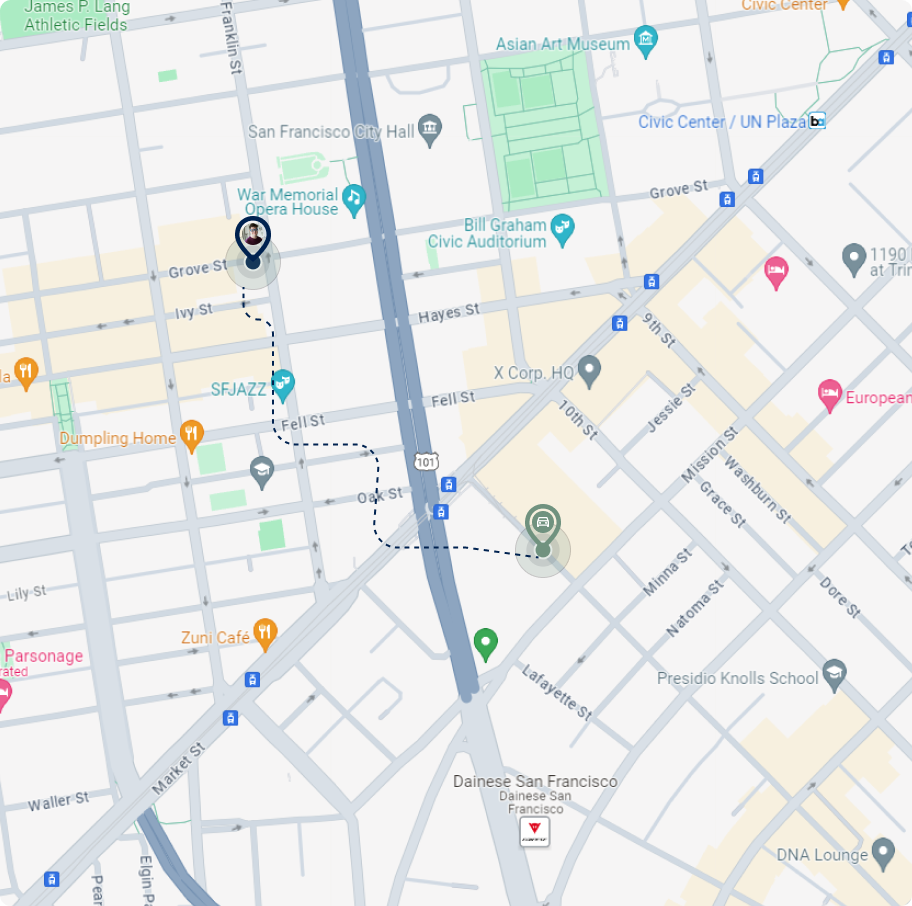 James P. Lang
Athletic Fields
Franklin St
Civic Center
Asian Art Museum
San Francisco City Hall
Civic Center / UN Plaza
War Memorial
Opera House
Grove St
Bill Graham
Civic Auditorium
Grove St
1190
at Tri
Ivy St
Hayes St
9th St
la
X Corp. HQ
SFJAZZ
Fell St
Fell St
Jessie St
European
10th St
Dumpling Home
Mission St
101
Washburn St
Oak St
Grace St
Lily St
Minna St
Dore St
Natoma St
Zuni Café
Parsonage
rated
Presidio Knolls School
Lafayette St
Market St
Dainese San Francisco
Dainese San
Francisco
Waller St
Elgin Pa
Pear
DNA Lounge